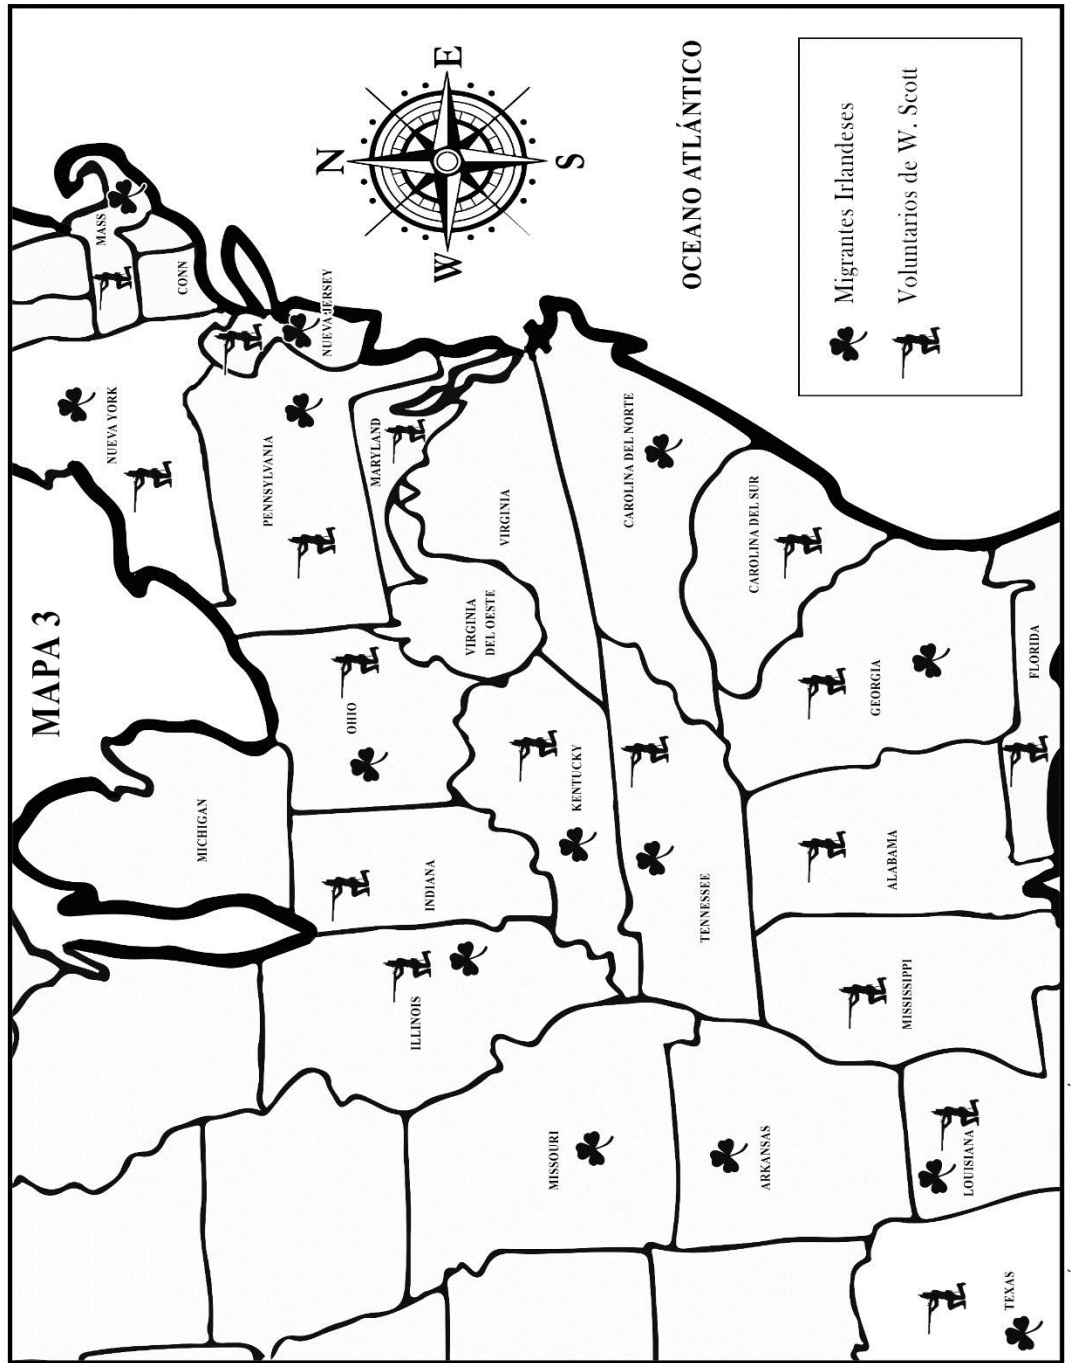 MAPA 3
N
E
S
W
OCEANO ATLÁNTICO
Migrantes Irlandeses
Voluntarios de W. Scott
MASS
CONN
NUEVA YORK
NUEVA JERSEY
PENNSYLVANIA
MARYLAND
OHIO
MICHIGAN
INDIANA
ILLINOIS
VIRGINIA
DEL OESTE
VIRGINIA
KENTUCKY
CAROLINA DEL NORTE
TENNESSEE
CAROLINA DEL SUR
MISSOURI
ARKANSAS
GEORGIA
ALABAMA
MISSISSIPPI
LOUISIANA
FLORIDA
TEXAS